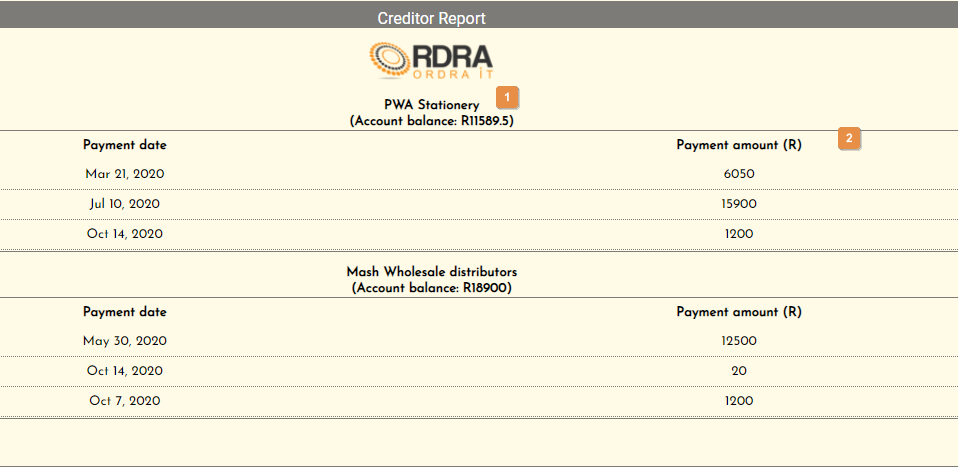 Creditor Report
RDRA
ORDRA IT
PWA Stationery 1
(Account balance: R11589.5)
Payment date Payment amount (R) 2
Mar 21, 2020 6050
Jul 10, 2020 15900
Oct 14, 2020 1200
Mash Wholesale distributors
(Account balance: R18900)
Payment date Payment amount (R)
May 30, 2020 12500
Oct 14, 2020 20
Oct 7, 2020 1200